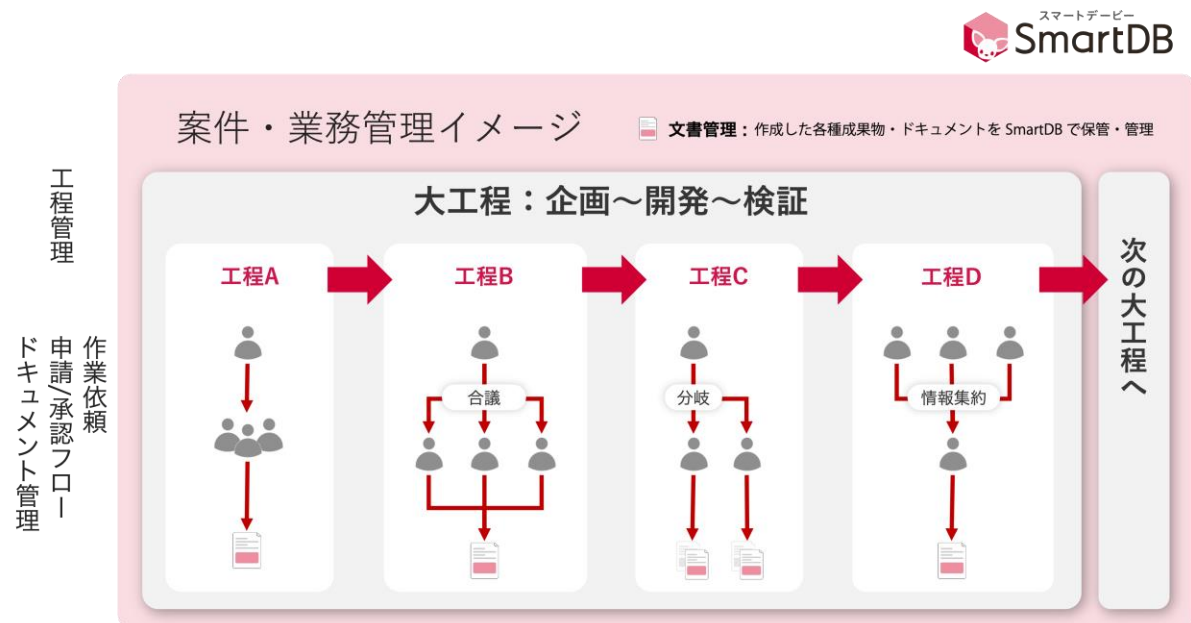 スマートデービー
SmartDB
案件・業務管理イメージ
文書管理：作成した各種成果物・ドキュメントを SmartDB で保管・管理
工程管理
作業依頼
申請/承認フロー
ドキュメント管理
大工程：企画～開発～検証
工程A
工程B
工程C
工程D
合議
分岐
情報集約
次の大工程へ